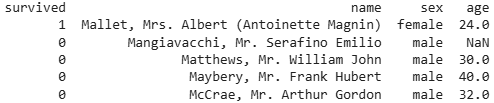 survived name sex age
1 Mallet, Mrs. Albert (Antoinette Magnin) female 24.0
0 Mangiavacchi, Mr. Serafino Emilio male NaN
0 Matthews, Mr. William John male 30.0
0 Maybery, Mr. Frank Hubert male 40.0
0 McCrae, Mr. Arthur Gordon male 32.0